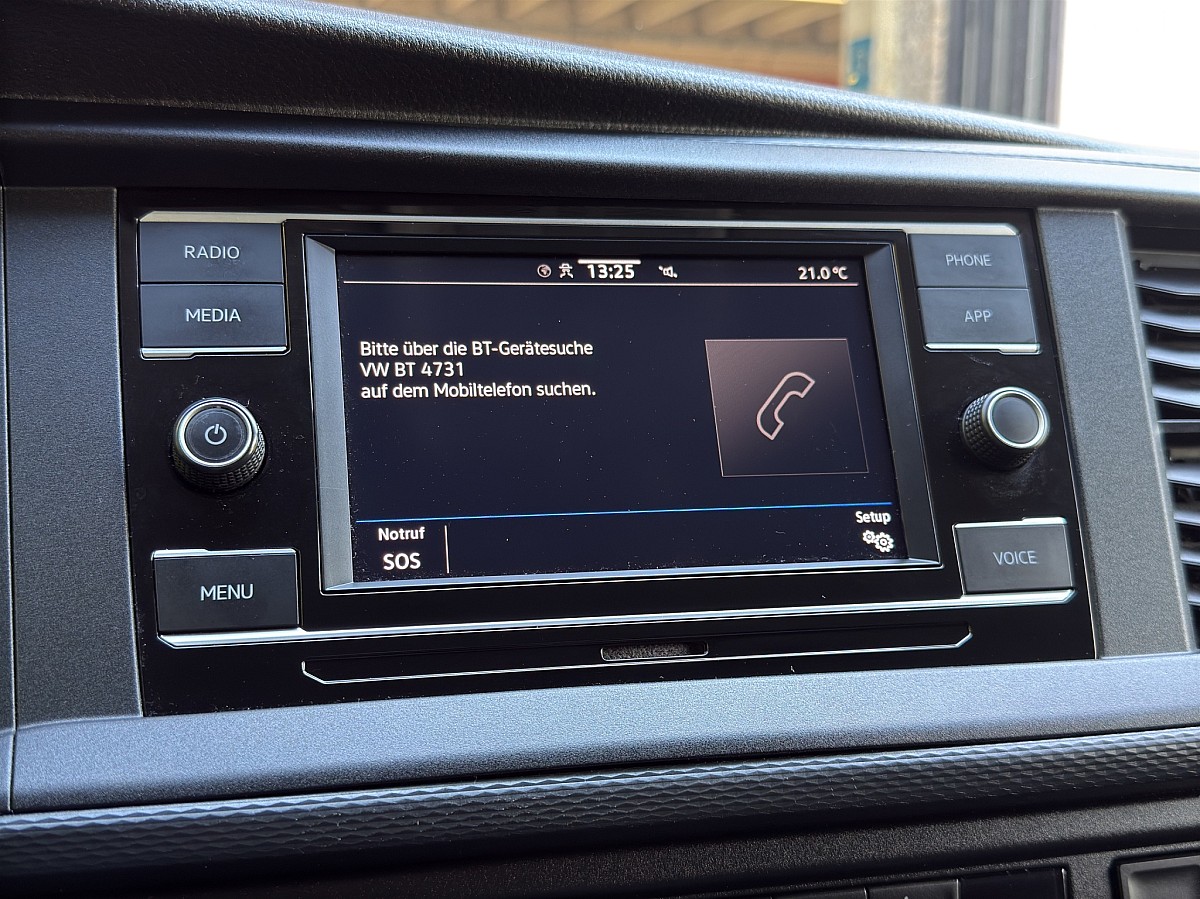 RADIO
MEDIA
13:25
21.0 °C
PHONE
APP
Bitte über die BT-Gerätesuche
VW BT 4731
auf dem Mobiltelefon suchen.
Notruf
SOS
Setup
MENU
VOICE